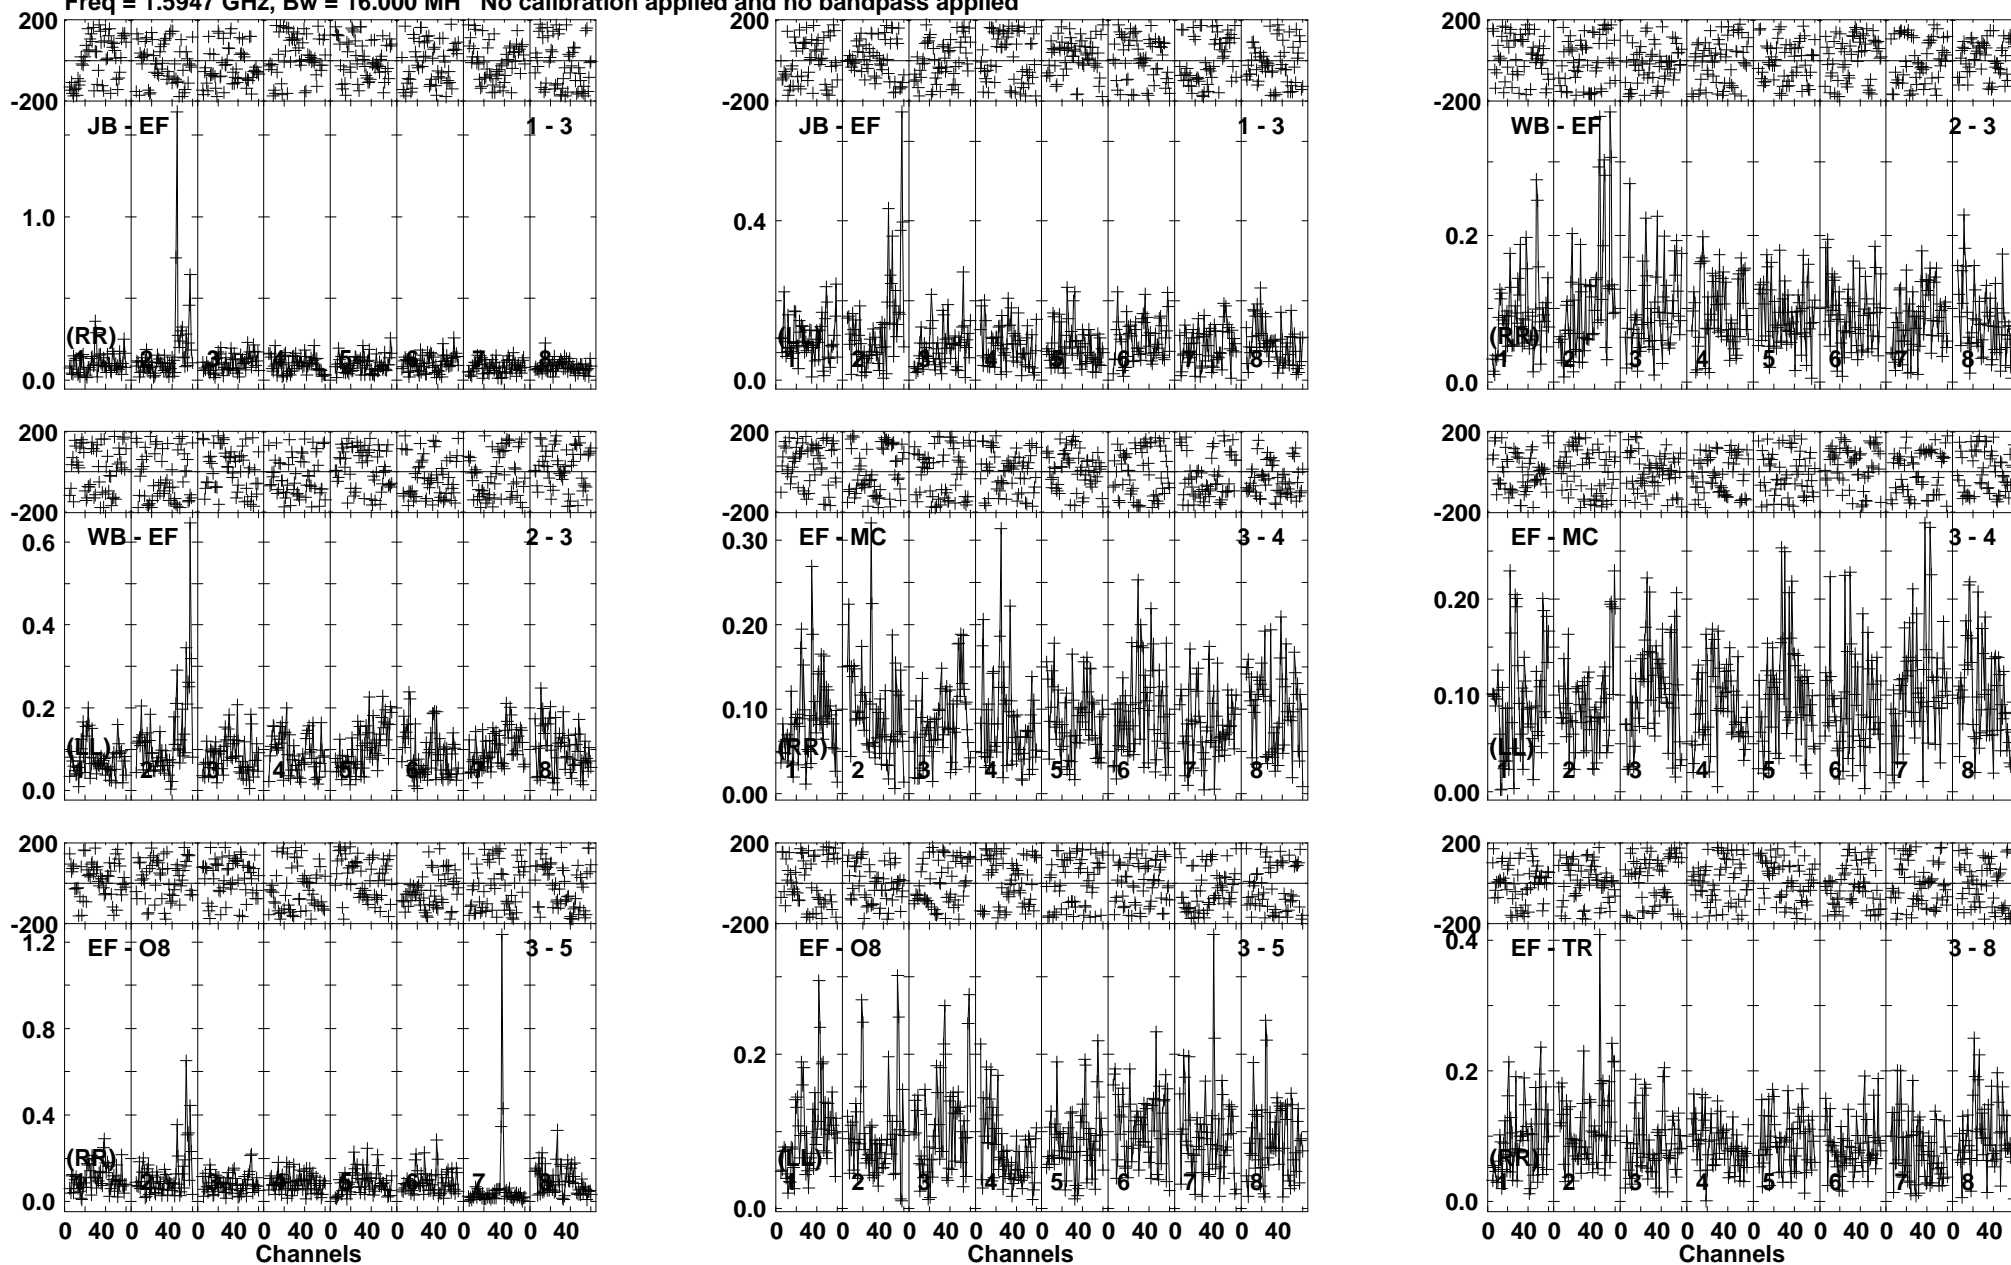 Freq = 1.5947 GHz, Bw = 16.000 MH No calibration applied and no bandpass applied
200 200 200
-200 -200 -200
JB - EF 1 - 3 JB - EF 1 - 3 WB - EF 2 - 3
1.0 0.4 0.2
(RR) (LL) (RR)
1 2 3 4 5 6 7 8 1 2 3 4 5 6 7 8 1 2 3 4 5 6 7 8
0.0 0.0 0.0
200 200 200
-200 -200 -200
WB - EF 2 - 3 EF - MC 3 - 4 EF - MC 3 - 4
0.6 0.30
0.4 0.20 0.20
0.2 0.10 0.10
(LL) (RR) (LL)
1 2 3 4 5 6 7 8 1 2 3 4 5 6 7 8 1 2 3 4 5 6 7 8
0.0 0.00 0.00
200 200 200
-200 -200 -200
1.2 EF - O8 3 - 5 EF - O8 3 - 5 0.4 EF - TR 3 - 8
0.8 0.2 0.2
0.4
(RR) (LL) (RR)
1 2 3 4 5 6 7 8 1 2 3 4 5 6 7 8 1 2 3 4 5 6 7 8
0.0 0.0 0.0
0 40 0 40 0 40 0 40 0 40 0 40 0 40 0 40 0 40 0 40 0 40 0 40 0 40 0 40 0 40 0 40 0 40 0 40 0 40 0 40 0 40 0 40 0 40 0 40
Channels Channels Channels